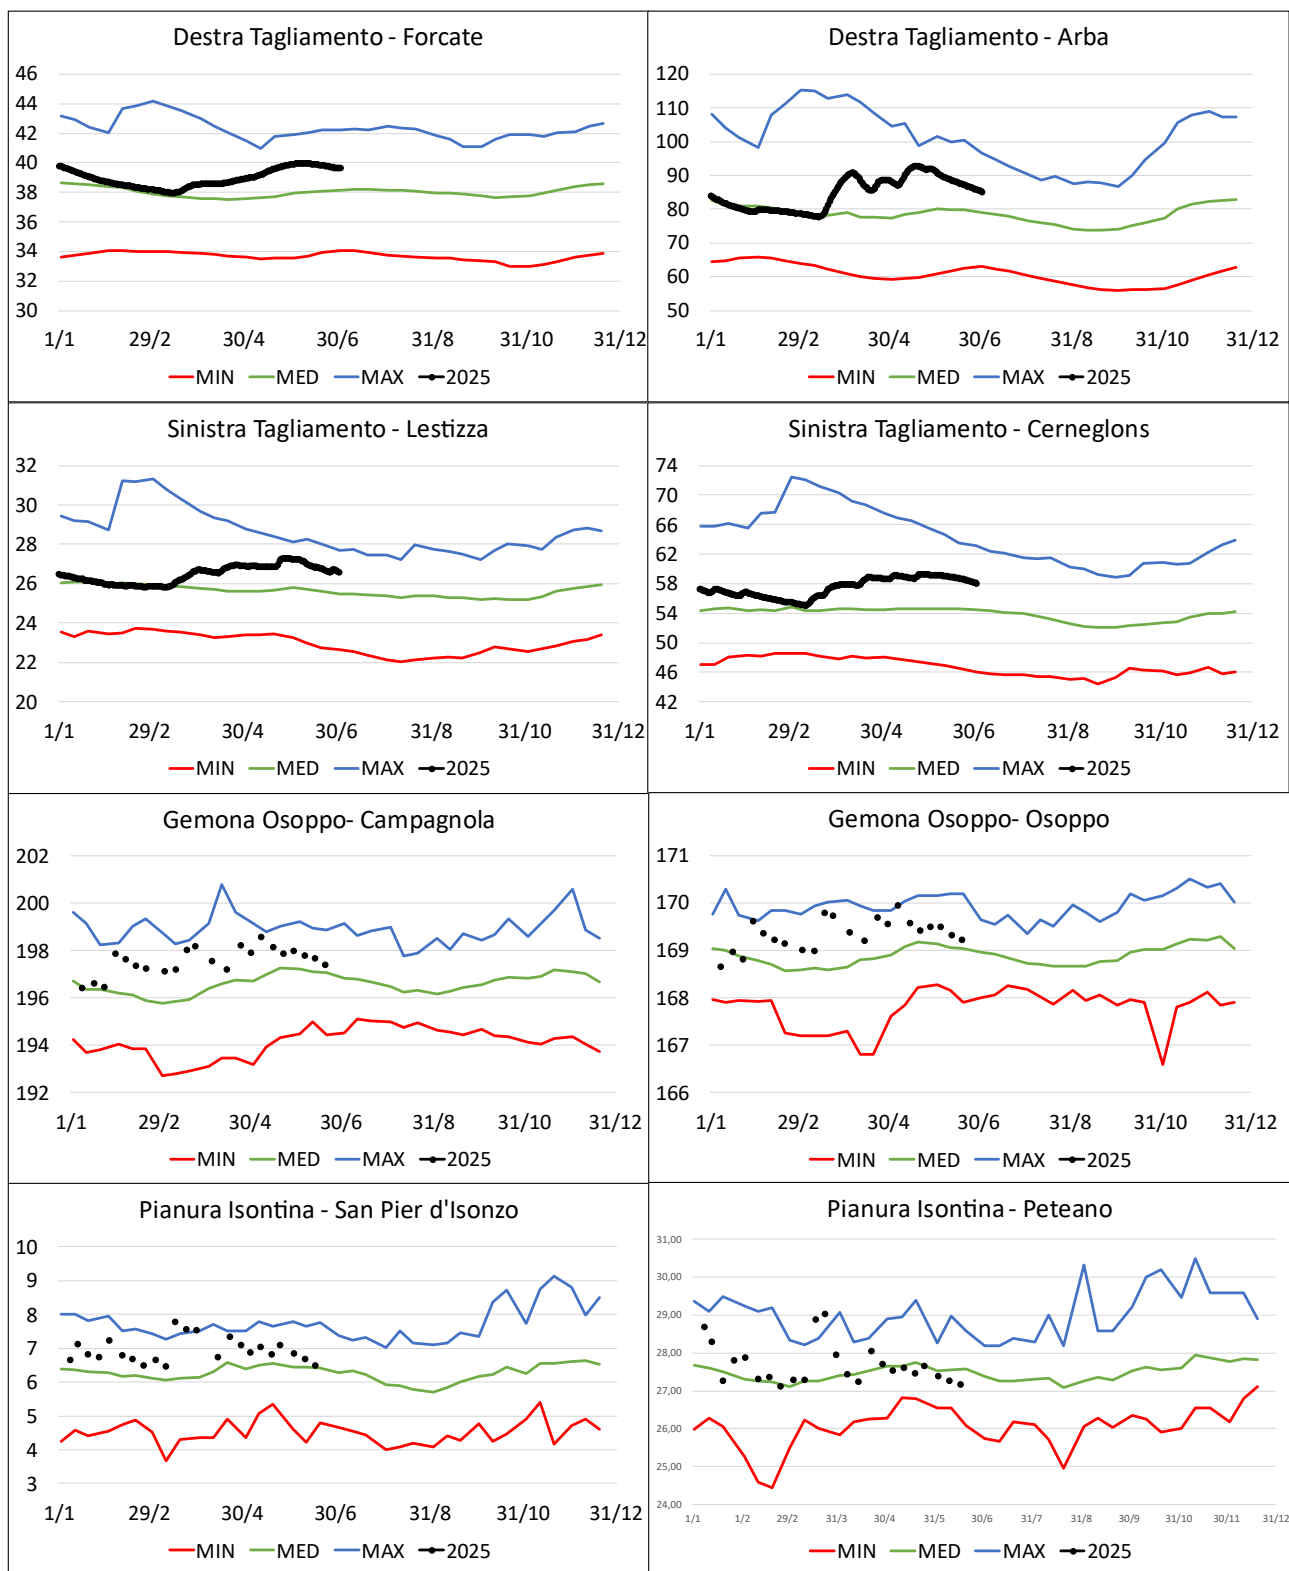 Destra Tagliamento - Forcate
46
44
42
40
38
36
34
32
30
1/1 29/2 30/4 30/6 31/8 31/10 31/12
MIN MED MAX 2025
Destra Tagliamento - Arba
120
110
100
90
80
70
60
50
1/1 29/2 30/4 30/6 31/8 31/10 31/12
MIN MED MAX 2025
Sinistra Tagliamento - Lestizza
32
30
28
26
24
22
20
1/1 29/2 30/4 30/6 31/8 31/10 31/12
MIN MED MAX 2025
Sinistra Tagliamento - Cerneglons
74
70
66
62
58
54
50
46
42
1/1 29/2 30/4 30/6 31/8 31/10 31/12
MIN MED MAX 2025
Gemona Osoppo- Campagnola
202
200
198
196
194
192
1/1 29/2 30/4 30/6 31/8 31/10 31/12
MIN MED MAX 2025
Gemona Osoppo- Osoppo
171
170
169
168
167
166
1/1 29/2 30/4 30/6 31/8 31/10 31/12
MIN MED MAX 2025
Pianura Isontina - San Pier d'Isonzo
10
9
8
7
6
5
4
3
1/1 29/2 30/4 30/6 31/8 31/10 31/12
MIN MED MAX 2025
Pianura Isontina - Peteano
31,00
30,00
29,00
28,00
27,00
26,00
25,00
24,00
1/1 1/2 29/2 31/3 30/4 31/5 30/6 31/7 31/8 30/9 31/10 30/11 31/12
MIN MED MAX 2025